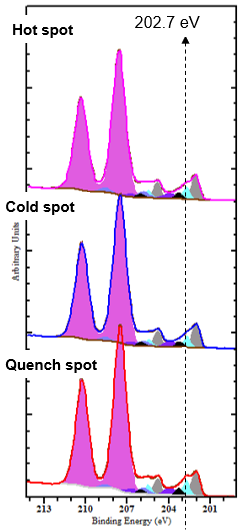 202.7 eV
Hot spot
Cold spot
Arbitrary Units
Quench spot
213 210 207 204 201
Binding Energy (eV)